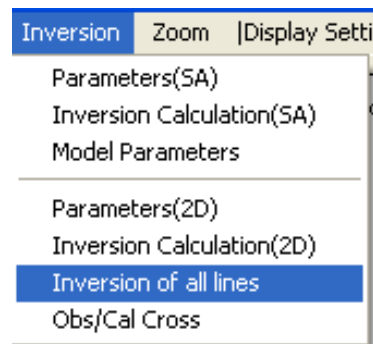 Inversion Zoom |Display Setti
Parameters(SA)
Inversion Calculation(SA)
Model Parameters
Parameters(2D)
Inversion Calculation(2D)
Inversion of all lines
Obs/Cal Cross